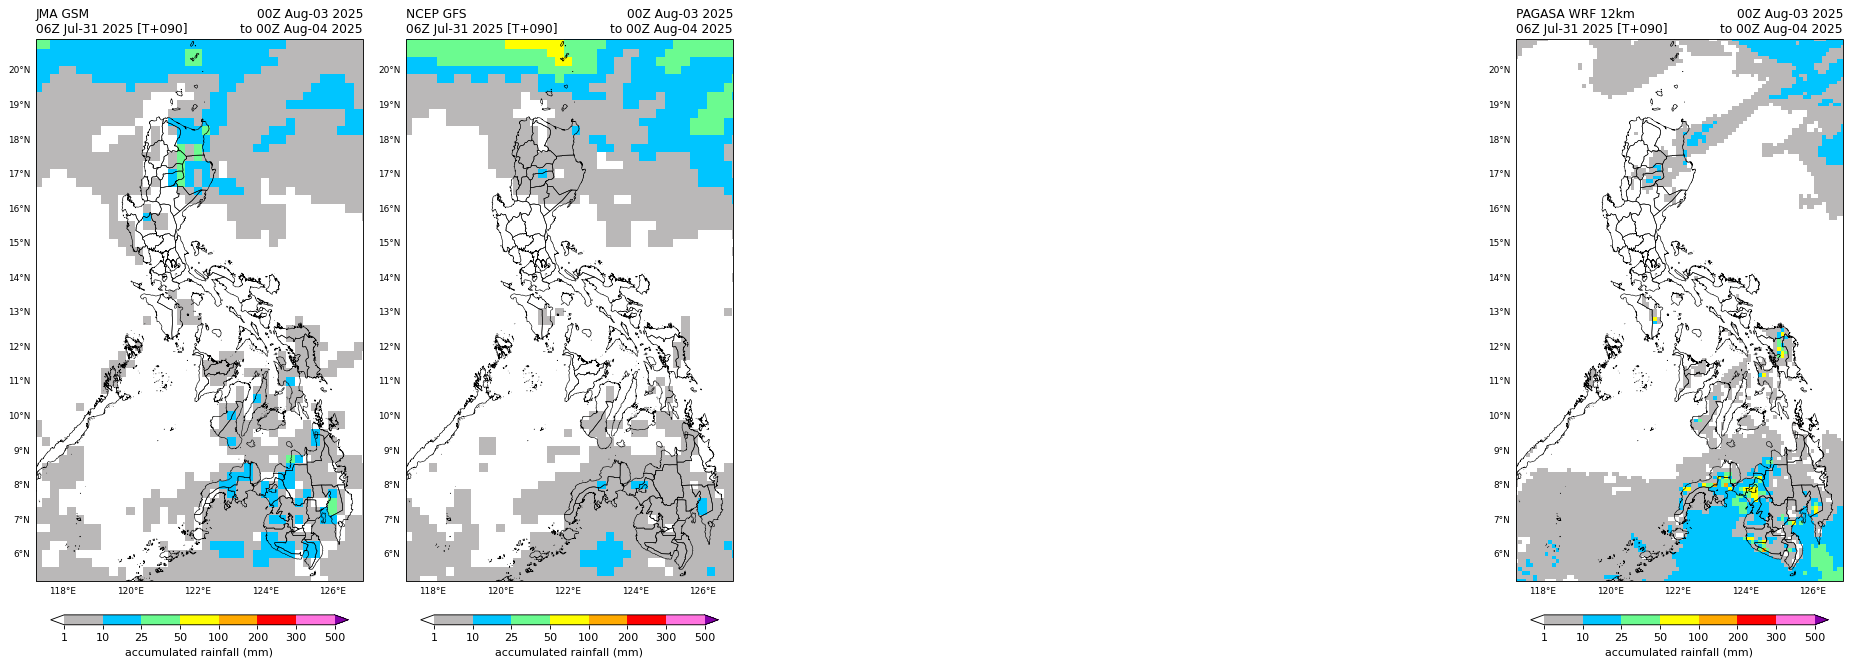 JMA GSM 00Z Aug-03 2025
06Z Jul-31 2025 [T+090] to 00Z Aug-04 2025
20°N
19°N
18°N
17°N
16°N
15°N
14°N
13°N
12°N
11°N
10°N
9°N
8°N
7°N
6°N
118°E 120°E 122°E 124°E 126°E
1 10 25 50 100 200 300 500
accumulated rainfall (mm)
NCEP GFS 00Z Aug-03 2025
06Z Jul-31 2025 [T+090] to 00Z Aug-04 2025
20°N
19°N
18°N
17°N
16°N
15°N
14°N
13°N
12°N
11°N
10°N
9°N
8°N
7°N
6°N
118°E 120°E 122°E 124°E 126°E
1 10 25 50 100 200 300 500
accumulated rainfall (mm)
PAGASA WRF 12km 00Z Aug-03 2025
06Z Jul-31 2025 [T+090] to 00Z Aug-04 2025
20°N
19°N
18°N
17°N
16°N
15°N
14°N
13°N
12°N
11°N
10°N
9°N
8°N
7°N
6°N
118°E 120°E 122°E 124°E 126°E
1 10 25 50 100 200 300 500
accumulated rainfall (mm)